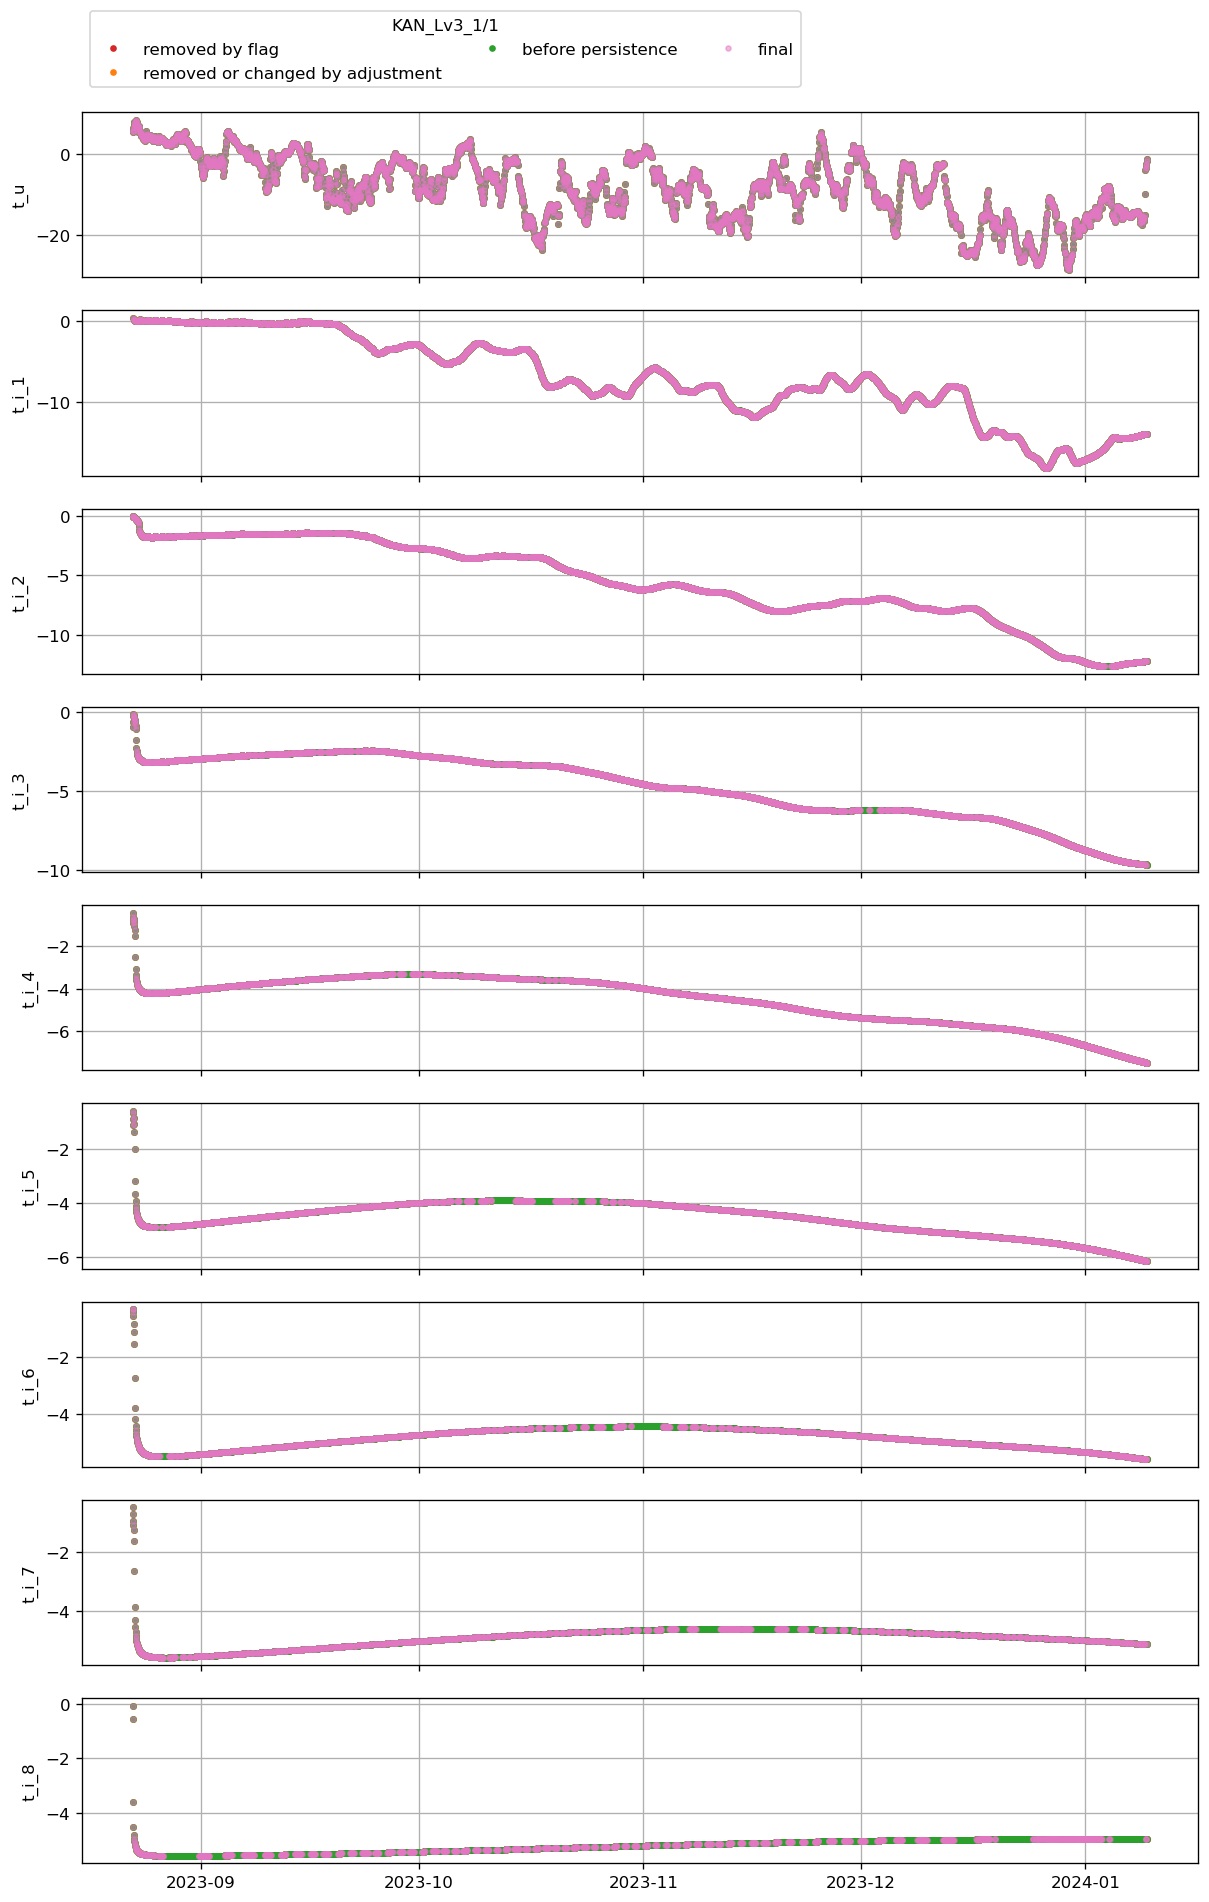 KAN_Lv3_1/1
removed by flag
removed or changed by adjustment
before persistence
final
t_u
0
−20
t_i_1
0
−10
t_i_2
0
−5
−10
t_i_3
0
−5
−10
t_i_4
−2
−4
−6
t_i_5
−2
−4
−6
t_i_6
−2
−4
t_i_7
−2
−4
t_i_8
0
−2
−4
2023-09 2023-10 2023-11 2023-12 2024-01